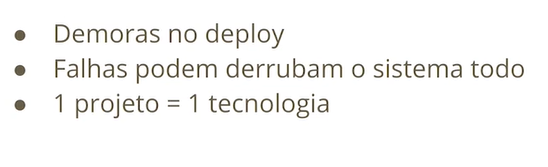 ● Demoras no deploy
● Falhas podem derrubam o sistema todo
● 1 projeto = 1 tecnologia